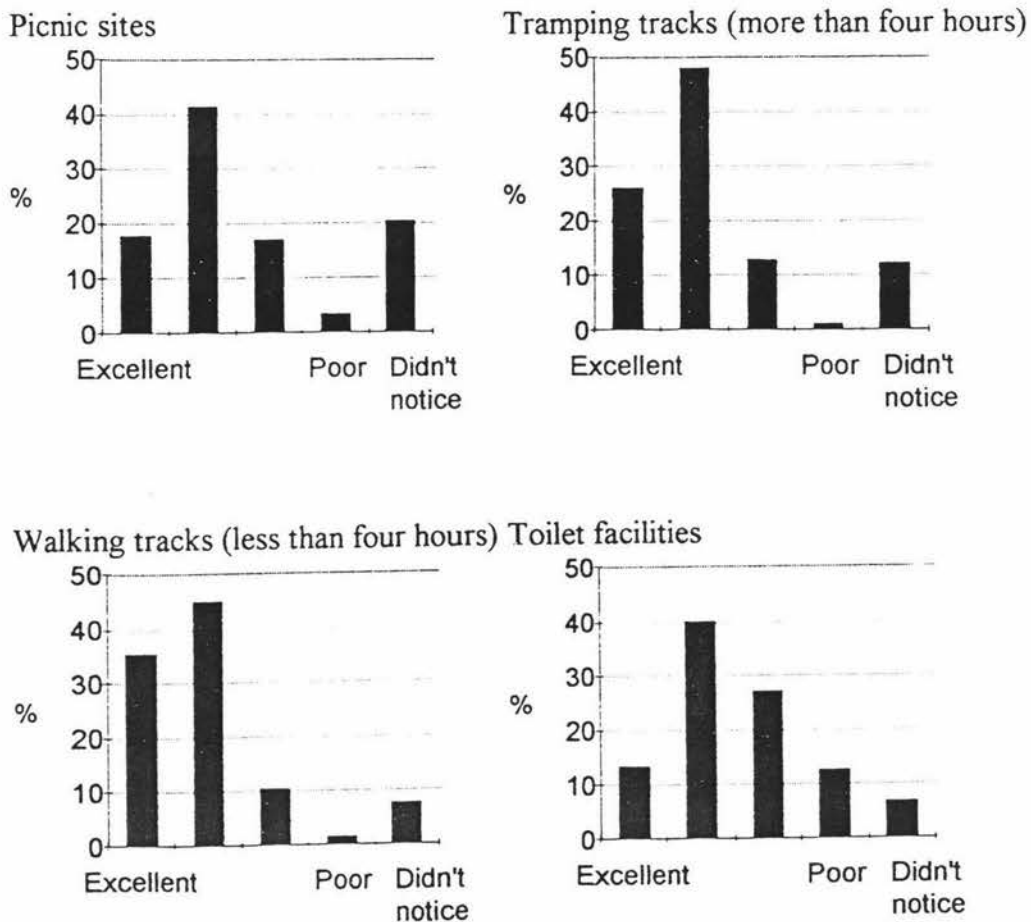 Picnic sites
50
40
30
%
20
10
0
Excellent Poor Didn't
notice
Tramping tracks (more than four hours)
50
40
30
%
20
10
0
Excellent Poor Didn't
notice
Walking tracks (less than four hours)
50
40
30
%
20
10
0
Excellent Poor Didn't
notice
Toilet facilities
50
40
30
%
20
10
0
Excellent Poor Didn't
notice